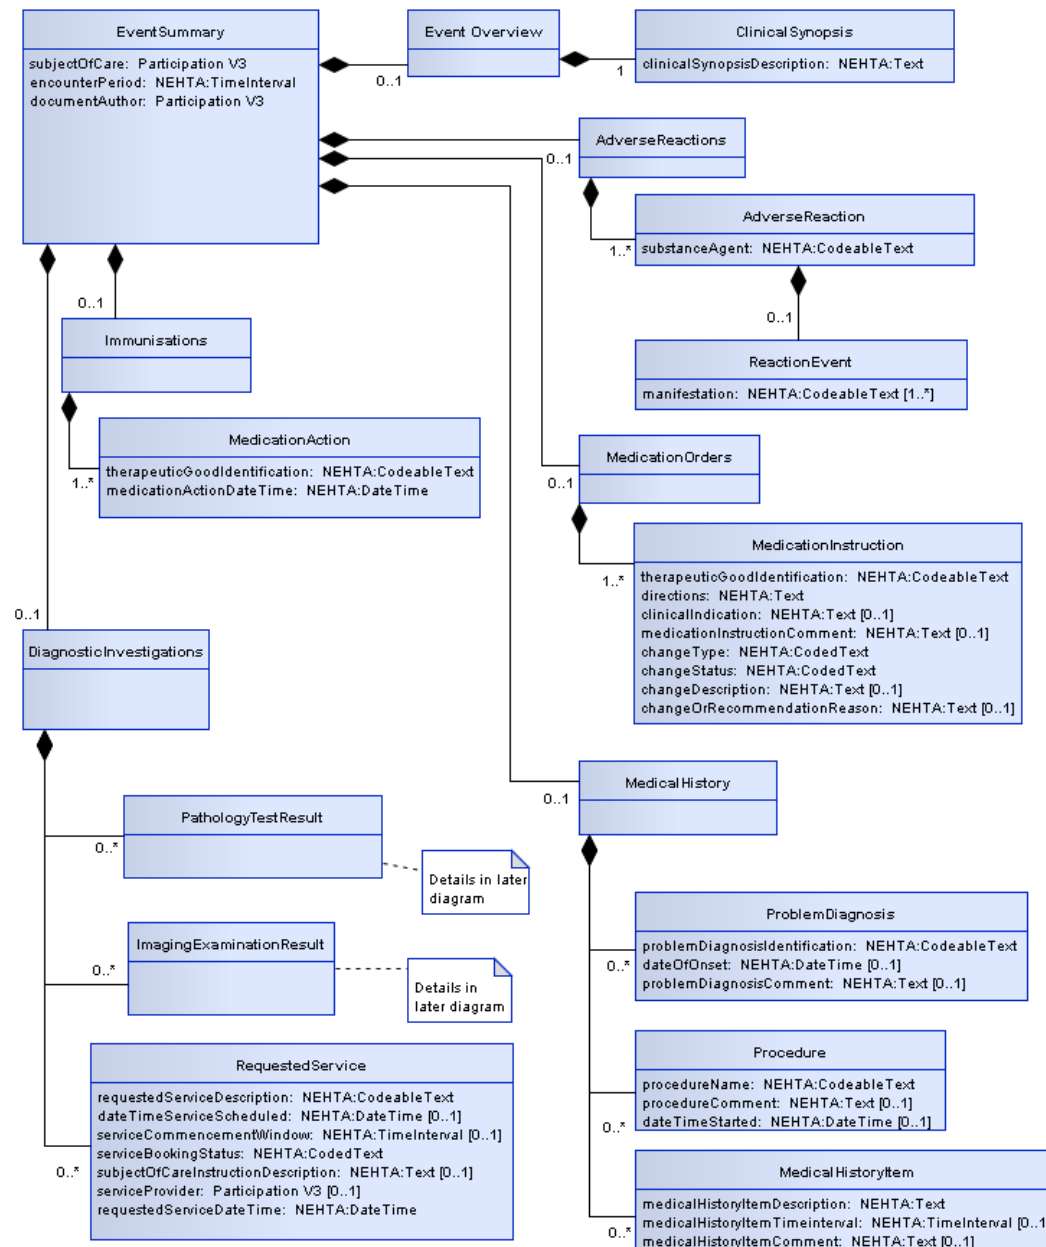 EventSummary
subjectOfCare: Participation V3
encounterPeriod: NEHTA:TimeInterval
documentAuthor: Participation V3
Event Overview
0..1
ClinicalSynopsis
clinicalSynopsisDescription: NEHTA:Text
1
AdverseReactions
0..1
AdverseReaction
substanceAgent: NEHTA:CodeableText
1..*
0..1
ReactionEvent
manifestation: NEHTA:CodeableText [1..*]
0..1
Immunisations
MedicationAction
therapeuticGoodIdentification: NEHTA:CodeableText
medicationActionDateTime: NEHTA:DateTime
1..*
MedicationOrders
0..1
MedicationInstruction
therapeuticGoodIdentification: NEHTA:CodeableText
directions: NEHTA:Text
clinicalIndication: NEHTA:Text [0..1]
medicationInstructionComment: NEHTA:Text [0..1]
changeType: NEHTA:CodedText
changeStatus: NEHTA:CodedText
changeDescription: NEHTA:Text [0..1]
changeOrRecommendationReason: NEHTA:Text [0..1]
1..*
0..1
DiagnosticInvestigations
MedicalHistory
0..1
PathologyTestResult
0..*
Details in later
diagram
ImagingExaminationResult
0..*
Details in
later diagram
RequestedService
requestedServiceDescription: NEHTA:CodeableText
dateTimeServiceScheduled: NEHTA:DateTime [0..1]
serviceCommencementWindow: NEHTA:TimeInterval [0..1]
serviceBookingStatus: NEHTA:CodedText
subjectOfCareInstructionDescription: NEHTA:Text [0..1]
serviceProvider: Participation V3 [0..1]
requestedServiceDateTime: NEHTA:DateTime
0..*
ProblemDiagnosis
problemDiagnosisIdentification: NEHTA:CodeableText
dateOfOnset: NEHTA:DateTime [0..1]
problemDiagnosisComment: NEHTA:Text [0..1]
0..*
Procedure
procedureName: NEHTA:CodeableText
procedureComment: NEHTA:Text [0..1]
dateTimeStarted: NEHTA:DateTime [0..1]
0..*
MedicalHistoryItem
medicalHistoryItemDescription: NEHTA:Text
medicalHistoryItemTimeinterval: NEHTA:TimeInterval [0..1
medicalHistoryItemComment: NEHTA:Text [0..1]
0..*